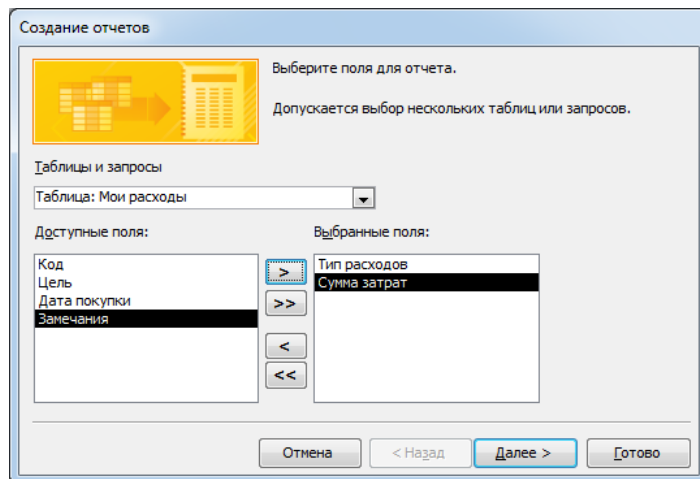 Создание отчетов
Выберите поля для отчета.
Допускается выбор нескольких таблиц или запросов.
Таблицы и запросы
Таблица: Мои расходы
Доступные поля:
Выбранные поля:
Код
Цель
Дата покупки
Замечания
>
>>
<
<<
Тип расходов
Сумма затрат
Отмена
< Назад
Далее >
Готово